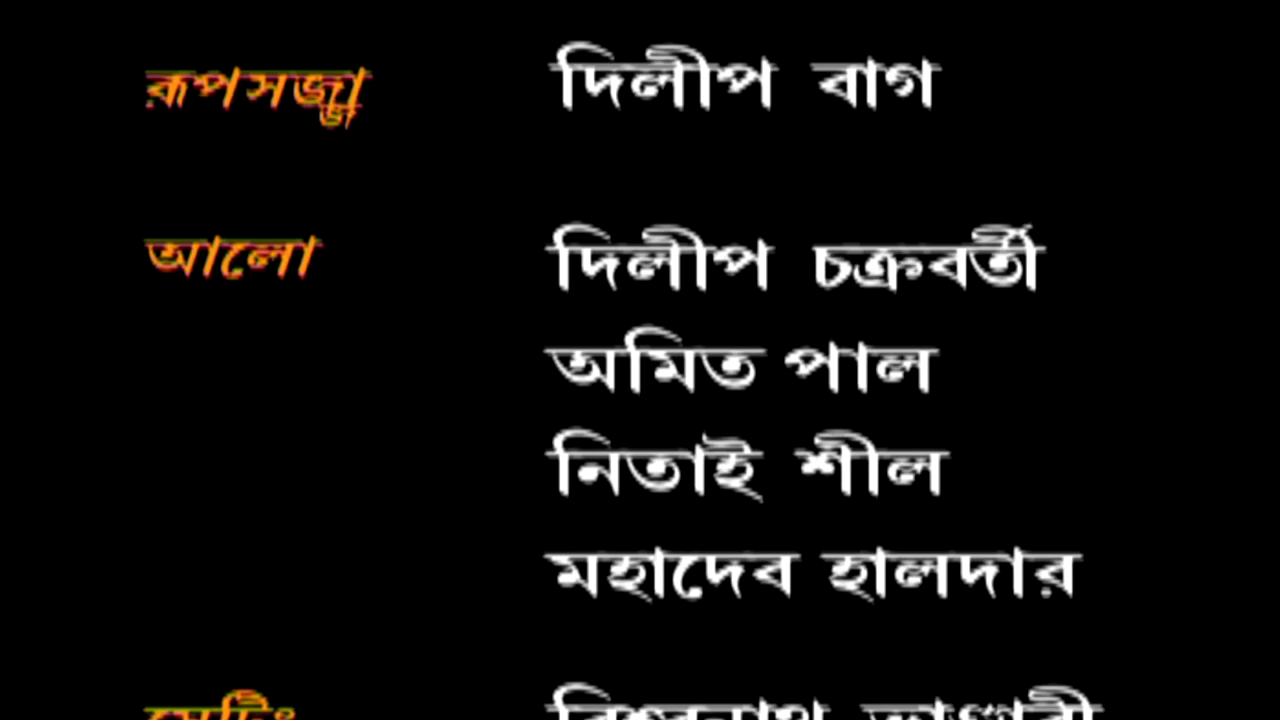 রূপসজ্জা দিলীপ বাগ
আলো দিলীপ চক্রবর্তী
অমিত পাল
নিতাই শীল
মহাদেব হালদার